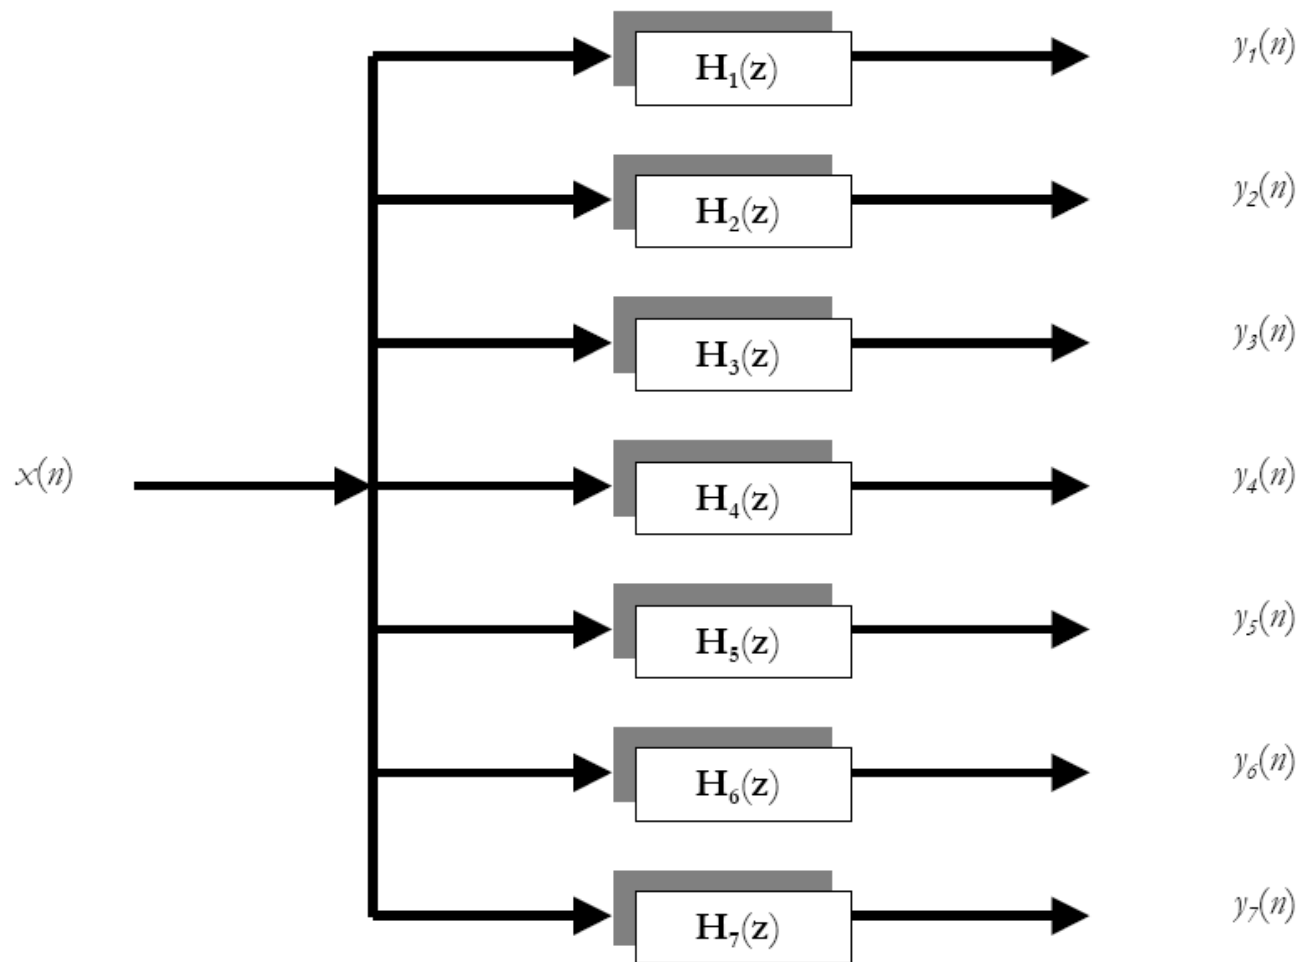 H₁(z) y₁(n)
H₂(z) y₂(n)
H₃(z) y₃(n)
x(n) H₄(z) y₄(n)
H₅(z) y₅(n)
H₆(z) y₆(n)
H₇(z) y₇(n)